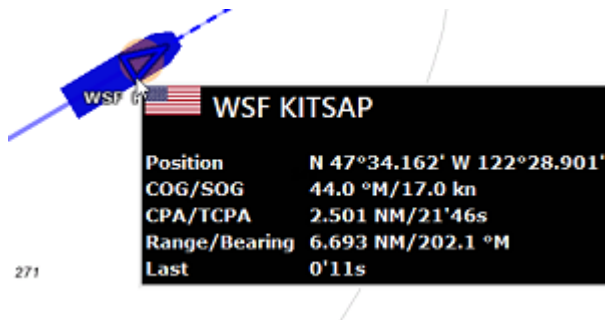 WSF
WSF KITSAP
Position N 47°34.162' W 122°28.901'
COG/SOG 44.0 °M/17.0 kn
CPA/TCPA 2.501 NM/21'46s
Range/Bearing 6.693 NM/202.1 °M
Last 0'11s
271